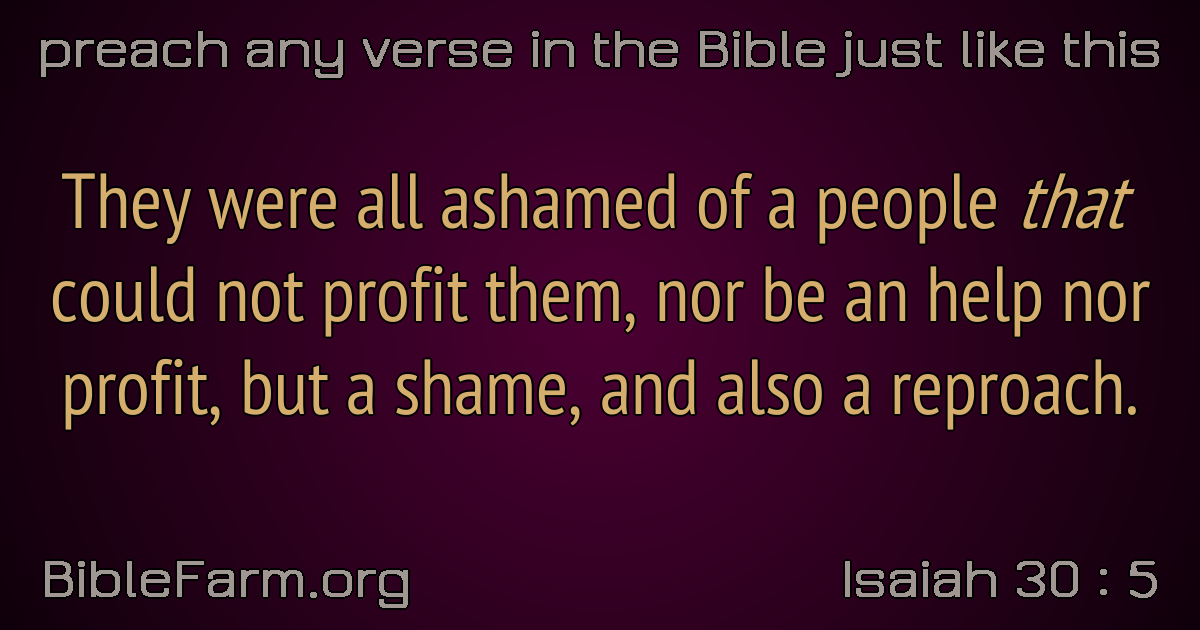 preach any verse in the Bible just like this
They were all ashamed of a people that
could not profit them, nor be an help nor
profit, but a shame, and also a reproach.
BibleFarm.org
Isaiah 30 : 5